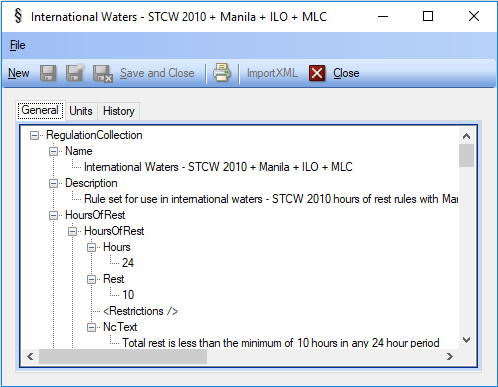 § International Waters - STCW 2010 + Manila + ILO + MLC
File
New Save and Close ImportXML Close
General Units History
RegulationCollection
Name
International Waters - STCW 2010 + Manila + ILO + MLC
Description
Rule set for use in international waters - STCW 2010 hours of rest rules with
HoursOfRest
HoursOfRest
Hours
24
Rest
10
<Restrictions />
NcText
Total rest is less than the minimum of 10 hours in any 24 hour period